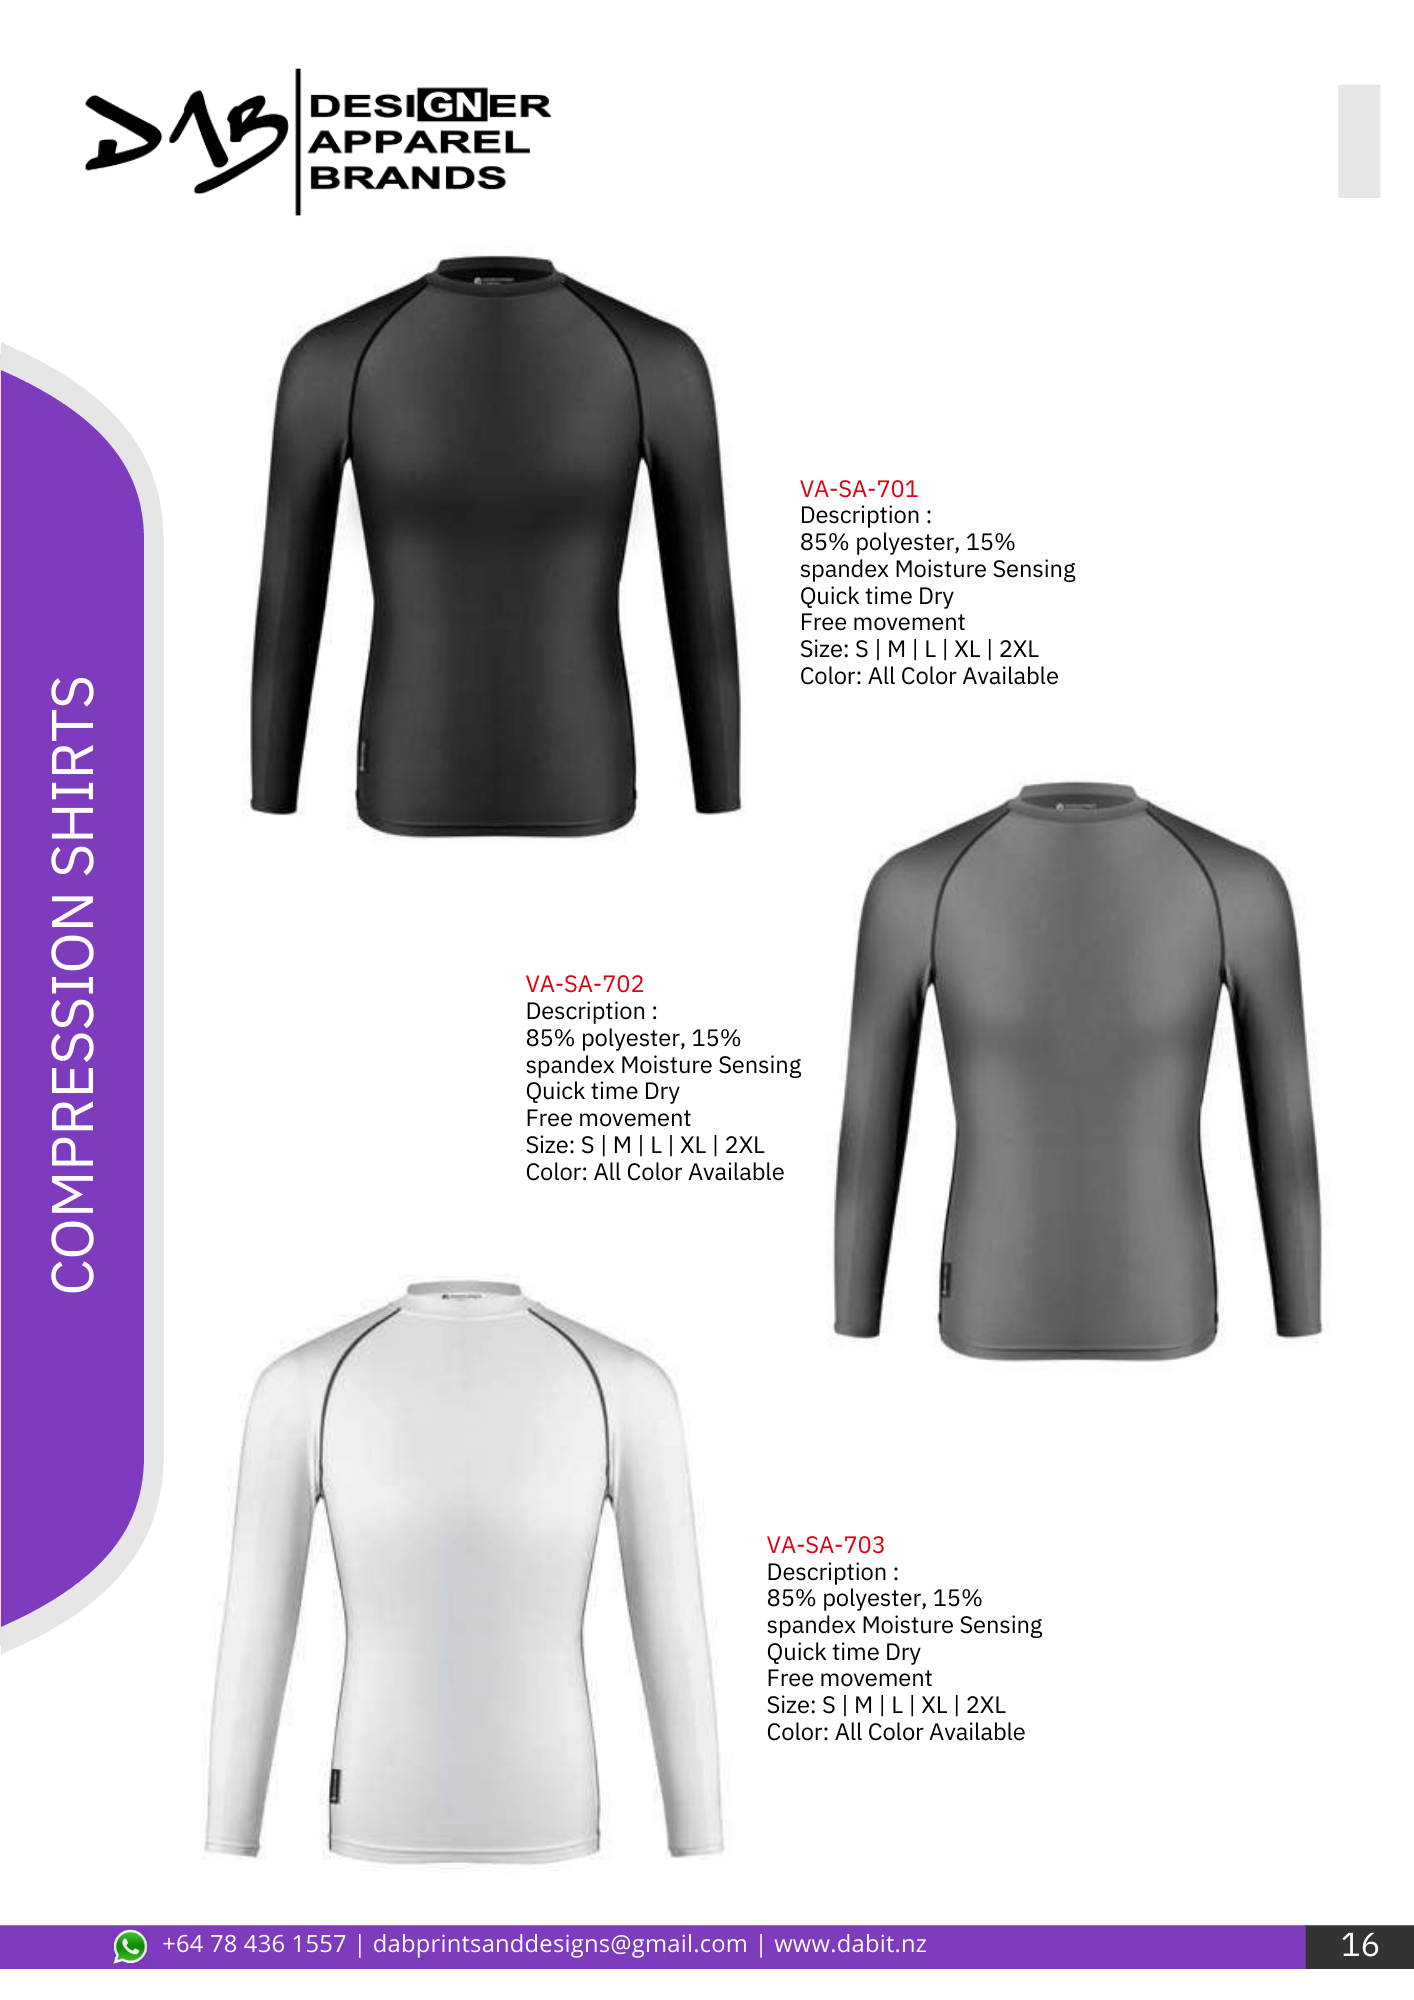 DAB
DESIGNER
APPAREL
BRANDS
COMPRESSION SHIRTS
VA-SA-701
Description :
85% polyester, 15%
spandex Moisture Sensing
Quick time Dry
Free movement
Size: S | M | L | XL | 2XL
Color: All Color Available
VA-SA-702
Description :
85% polyester, 15%
spandex Moisture Sensing
Quick time Dry
Free movement
Size: S | M | L | XL | 2XL
Color: All Color Available
VA-SA-703
Description :
85% polyester, 15%
spandex Moisture Sensing
Quick time Dry
Free movement
Size: S | M | L | XL | 2XL
Color: All Color Available
+64 78 436 1557 | dabprintsanddesigns@gmail.com | www.dabit.nz
16